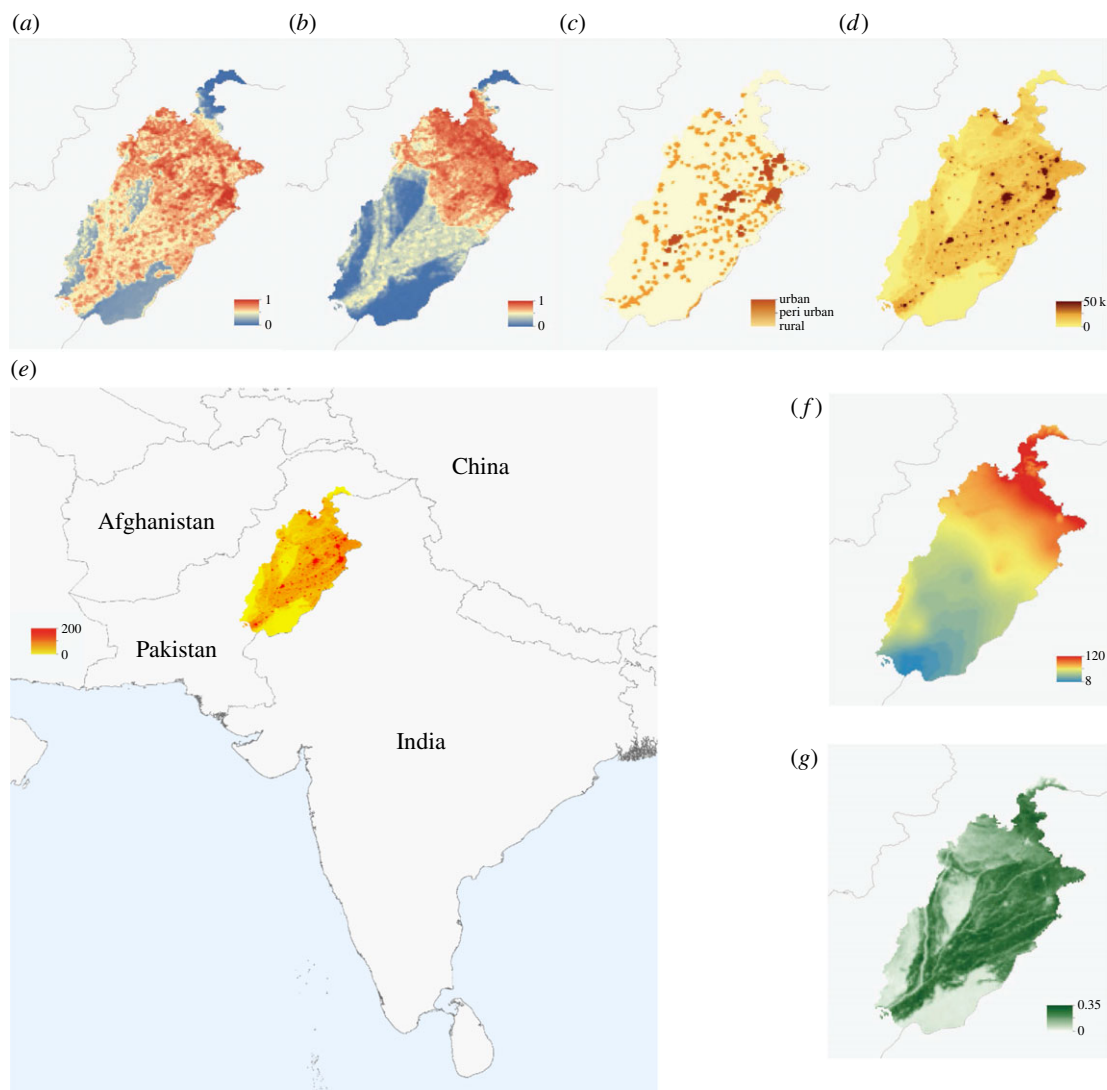 (a)
(b)
(c)
(d)
1
0
1
0
urban
peri urban
rural
50 k
0
(e)
China
Afghanistan
200
0
Pakistan
India
(f)
120
8
(g)
0.35
0